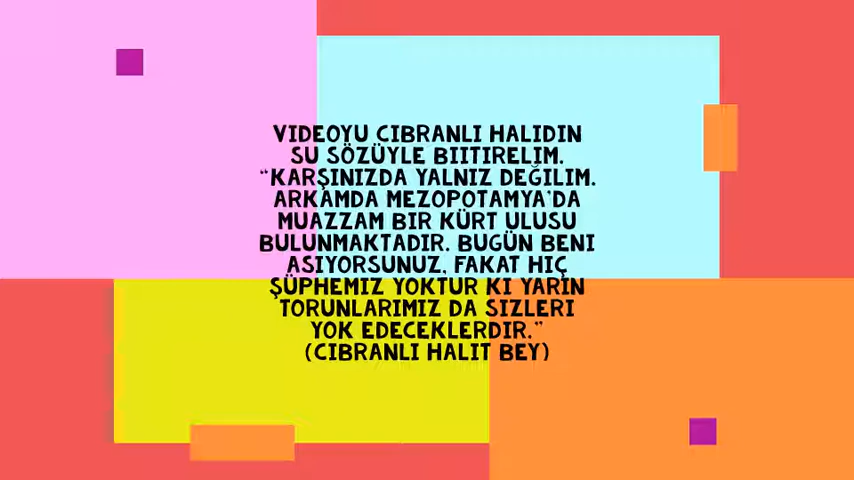 VIDEOYU CIBRANLI HALIDIN
SU SÖZÜYLE BIITIRELIM.
"KARŞINIZDA YALNIZ DEĞILIM.
ARKAMDA MEZOPOTAMYA'DA
MUAZZAM BIR KÜRT ULUSU
BULUNMAKTADIR. BUGÜN BENI
ASIYORSUNUZ, FAKAT HIÇ
ŞÜPHEMIZ YOKTUR KI YARIN
TORUNLARIMIZ DA SIZLERI
YOK EDECEKLERDIR."
(CIBRANLI HALIT BEY)